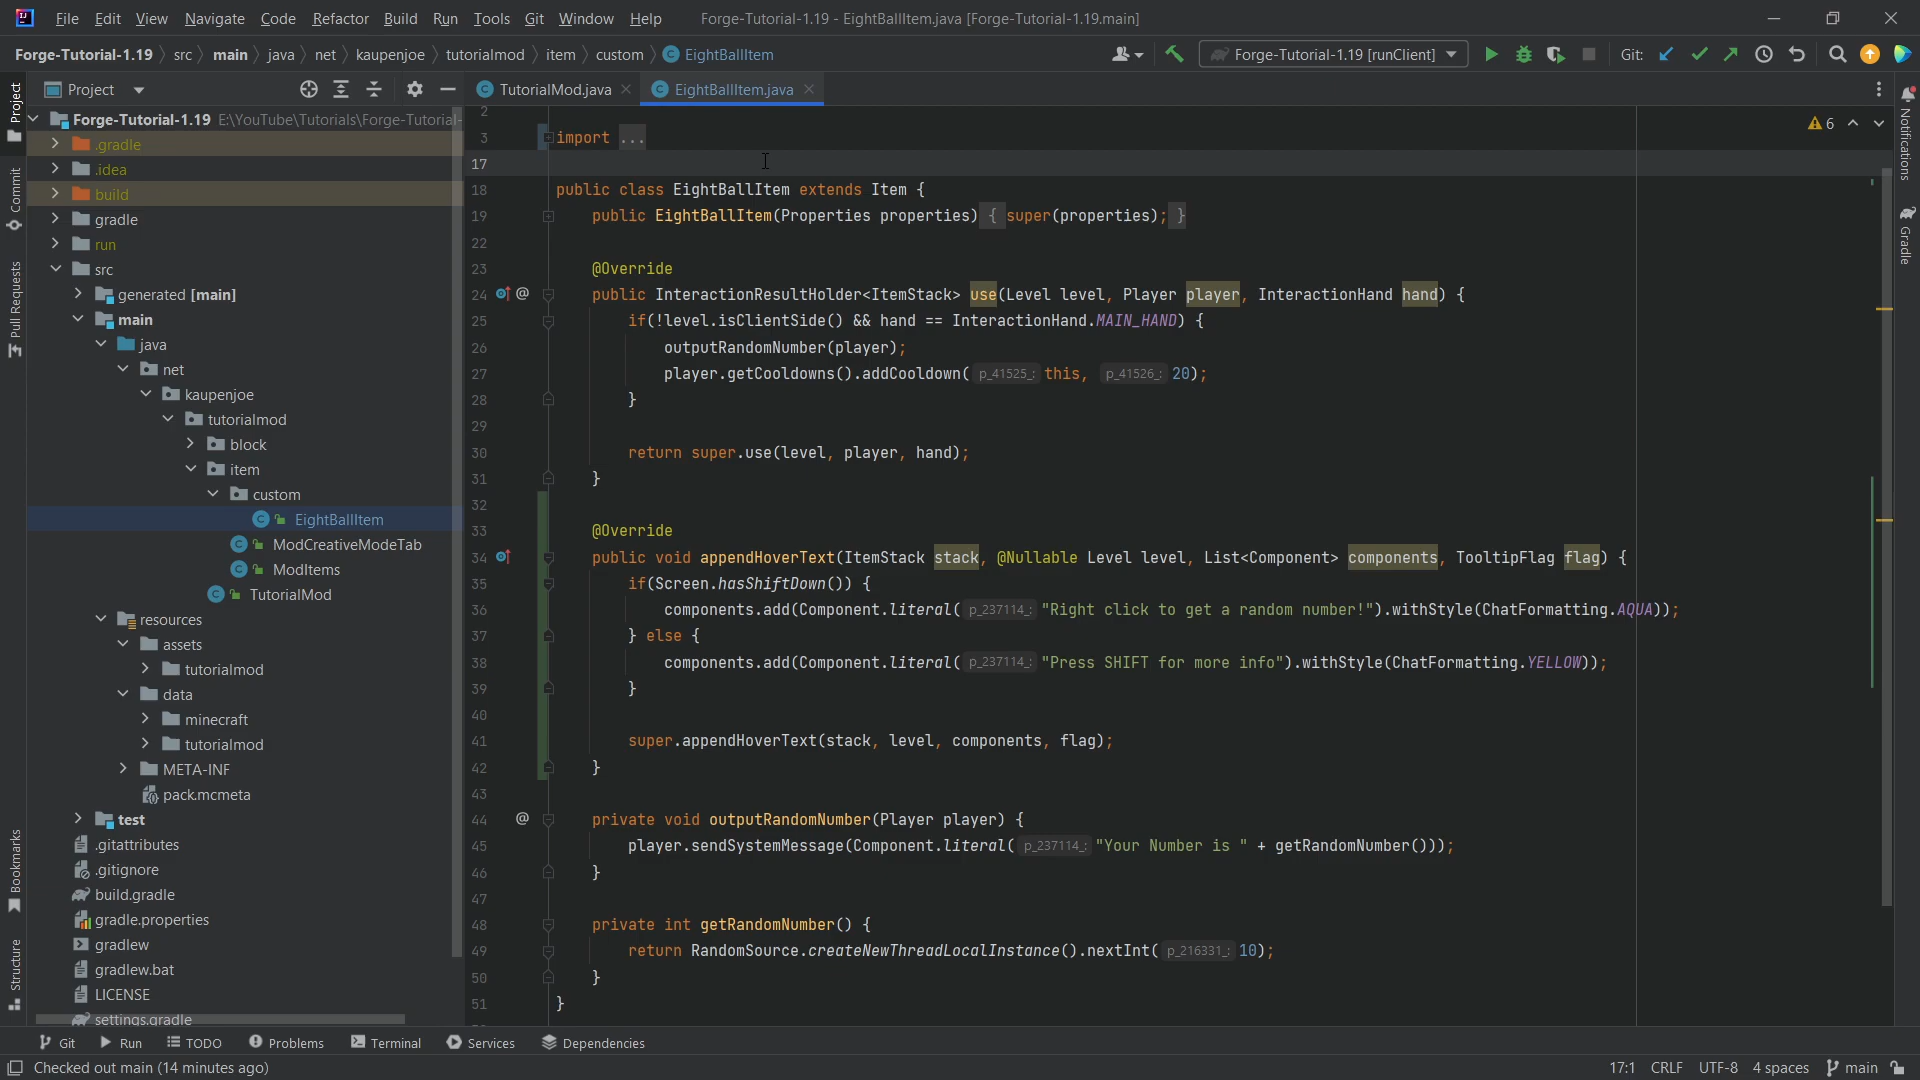 File Edit View Navigate Code Refactor Build Run Tools Git Window Help Forge-Tutorial-1.19 - EightBallItem.java [Forge-Tutorial-1.19.main]
Forge-Tutorial-1.19 src main java net kaupenjoe tutorialmod item custom EightBallItem Forge-Tutorial-1.19 [runClient] Git:
Project TutorialMod.java EightBallItem.java
Project
Commit
Pull Requests
Bookmarks
Structure
Forge-Tutorial-1.19 E:\YouTube\Tutorials\Forge-Tutorial-
.gradle
.idea
build
gradle
run
src
generated [main]
main
java
net
kaupenjoe
tutorialmod
block
item
custom
EightBallItem
ModCreativeModeTab
ModItems
TutorialMod
resources
assets
tutorialmod
data
minecraft
tutorialmod
META-INF
pack.mcmeta
test
.gitattributes
.gitignore
build.gradle
gradle.properties
gradlew
gradlew.bat
LICENSE
settings.gradle
2
3 import ...
17
18 public class EightBallItem extends Item {
19 public EightBallItem(Properties properties) { super(properties); }
22
23 @Override
24 @ public InteractionResultHolder<ItemStack> use(Level level, Player player, InteractionHand hand) {
25 if(!level.isClientSide() && hand == InteractionHand.MAIN_HAND) {
26 outputRandomNumber(player);
27 player.getCooldowns().addCooldown( p_41525_: this, p_41526_: 20);
28 }
29
30 return super.use(level, player, hand);
31 }
32
33 @Override
34 public void appendHoverText(ItemStack stack, @Nullable Level level, List<Component> components, TooltipFlag flag) {
35 if(Screen.hasShiftDown()) {
36 components.add(Component.literal( p_237114_: "Right click to get a random number!").withStyle(ChatFormatting.AQUA));
37 } else {
38 components.add(Component.literal( p_237114_: "Press SHIFT for more info").withStyle(ChatFormatting.YELLOW));
39 }
40
41 super.appendHoverText(stack, level, components, flag);
42 }
43
44 @ private void outputRandomNumber(Player player) {
45 player.sendSystemMessage(Component.literal( p_237114_: "Your Number is " + getRandomNumber()));
46 }
47
48 private int getRandomNumber() {
49 return RandomSource.createNewThreadLocalInstance().nextInt( p_216331_: 10);
50 }
51 }
6
Notifications
Gradle
Git Run TODO Problems Terminal Services Dependencies
Checked out main (14 minutes ago) 17:1 CRLF UTF-8 4 spaces main